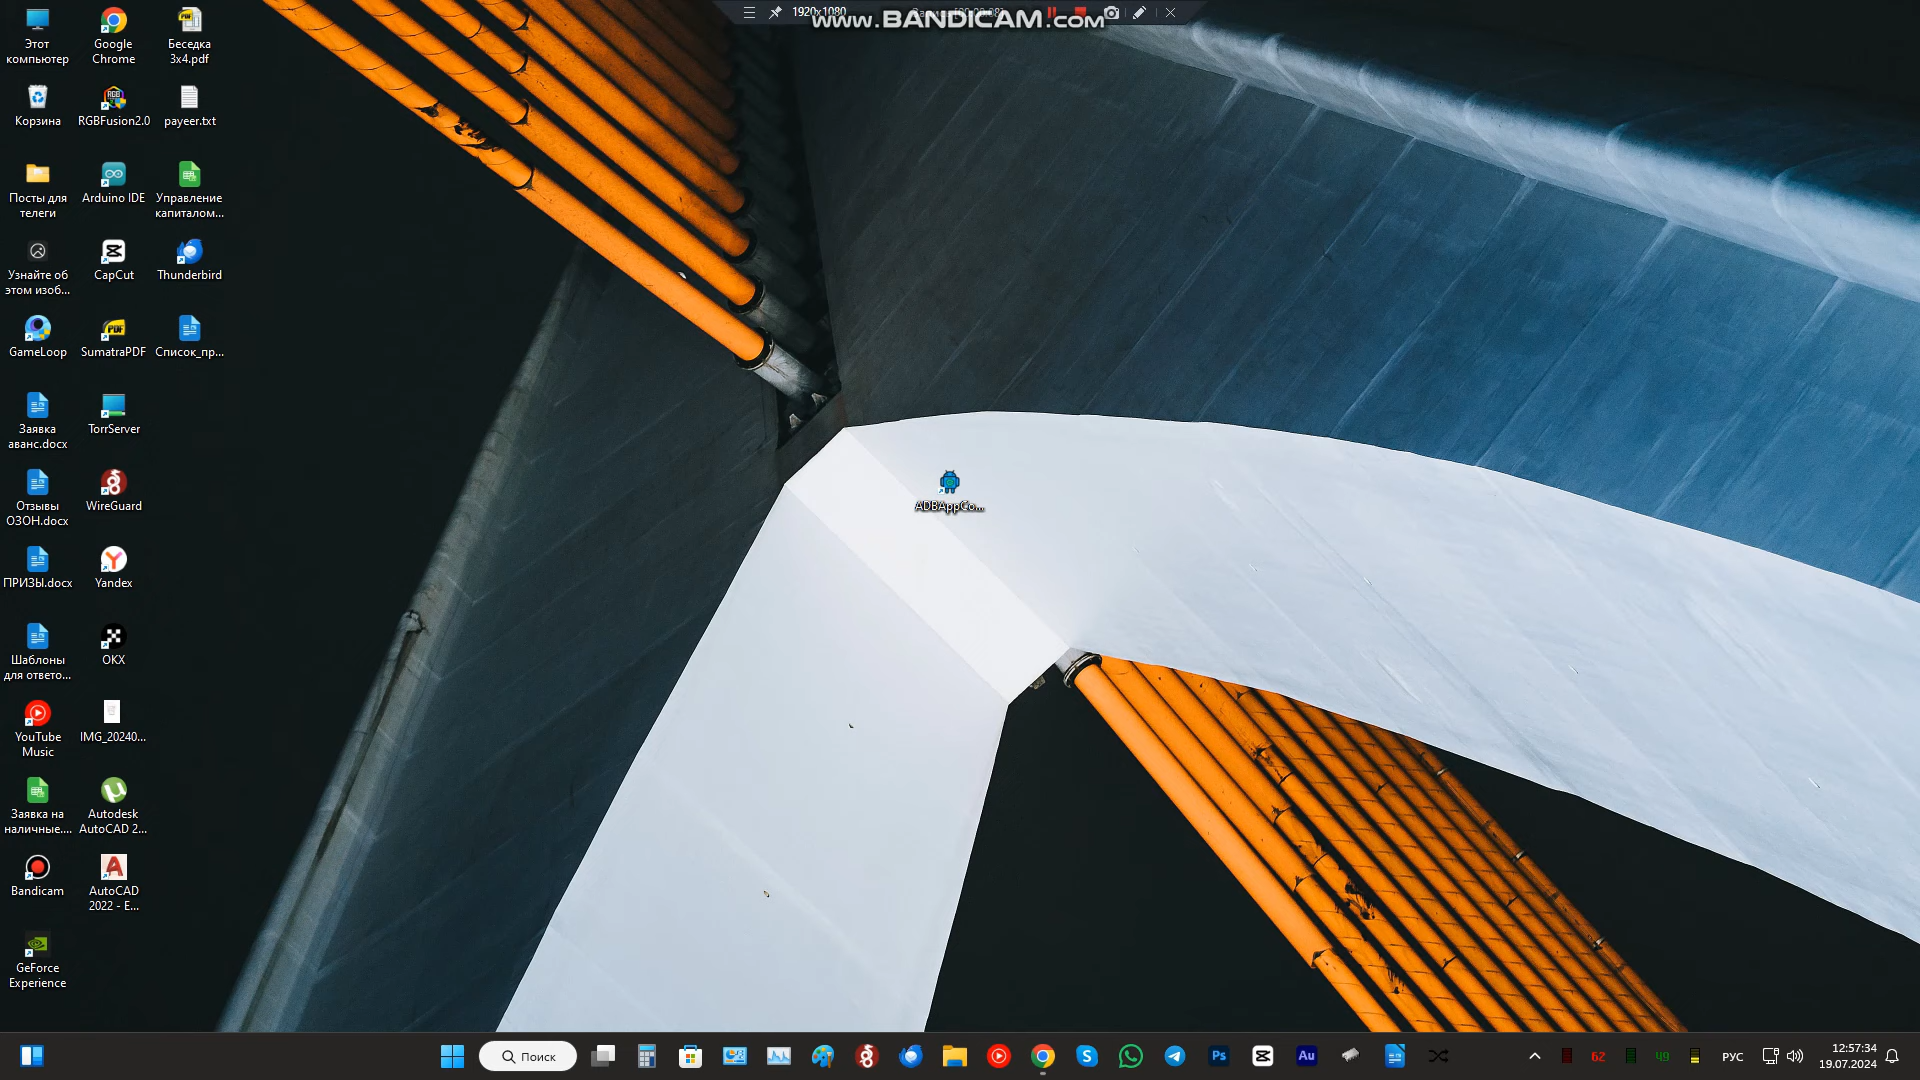 1920x1080
www.BANDICAM.com
Этот
компьютер
Google
Chrome
Беседка
3x4.pdf
Корзина
RGBFusion2.0
payeer.txt
Посты для
телеги
Arduino IDE
Управление
капиталом...
Узнайте об
этом изоб...
CapCut
Thunderbird
GameLoop
SumatraPDF
Список_пр...
Заявка
аванс.docx
TorrServer
Отзывы
ОЗОН.docx
WireGuard
ПРИЗЫ.docx
Yandex
Шаблоны
для ответо...
OKX
YouTube
Music
IMG_20240...
Заявка на
наличные....
Autodesk
AutoCAD 2...
Bandicam
AutoCAD
2022 - E...
GeForce
Experience
ADBAppCo...
Поиск
62
49
РУС
12:57:34
19.07.2024